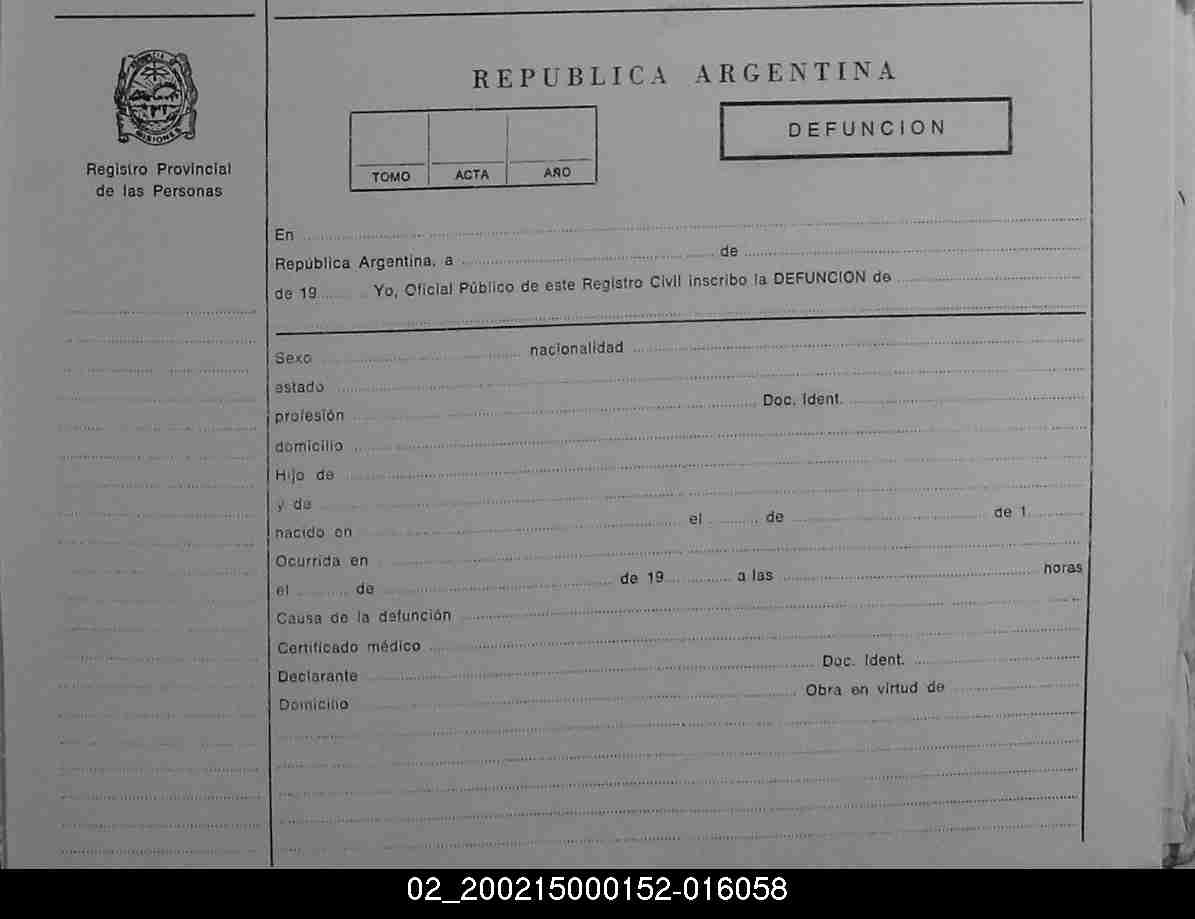 PROVINCIA DE
MISIONES
Registro Provincial
de las Personas
REPUBLICA ARGENTINA
TOMO ACTA AÑO
DEFUNCION
En
República Argentina, a de
de 19 Yo, Oficial Público de este Registro Civil inscribo la DEFUNCION de
Sexo nacionalidad
estado
profesión Doc. Ident.
domicilio
Hijo de
y de
nacido en el de de 1
Ocurrida en
el de de 19 a las horas
Causa de la defunción
Certificado médico
Declarante Doc. Ident.
Domicilio Obra en virtud de
02_200215000152-016058